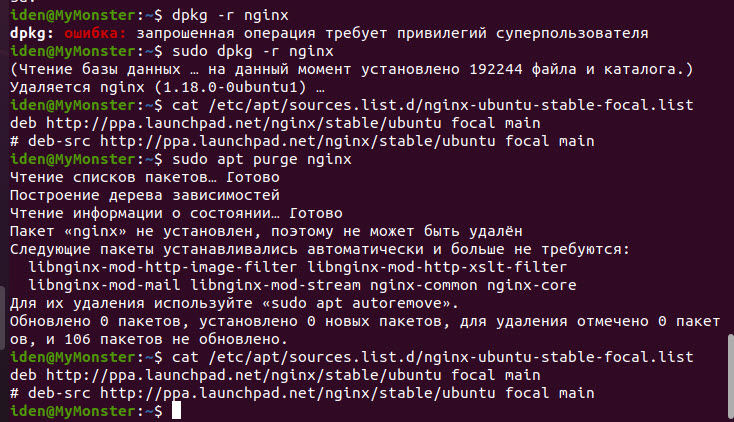 iden@MyMonster:~$ dpkg -r nginx
dpkg: ошибка: запрошенная операция требует привилегий суперпользователя
iden@MyMonster:~$ sudo dpkg -r nginx
(Чтение базы данных … на данный момент установлено 192244 файла и каталога.)
Удаляется nginx (1.18.0-0ubuntu1) …
iden@MyMonster:~$ cat /etc/apt/sources.list.d/nginx-ubuntu-stable-focal.list
deb http://ppa.launchpad.net/nginx/stable/ubuntu focal main
# deb-src http://ppa.launchpad.net/nginx/stable/ubuntu focal main
iden@MyMonster:~$ sudo apt purge nginx
Чтение списков пакетов… Готово
Построение дерева зависимостей
Чтение информации о состоянии… Готово
Пакет «nginx» не установлен, поэтому не может быть удалён
Следующие пакеты устанавливались автоматически и больше не требуются:
  libnginx-mod-http-image-filter libnginx-mod-http-xslt-filter
  libnginx-mod-mail libnginx-mod-stream nginx-common nginx-core
Для их удаления используйте «sudo apt autoremove».
Обновлено 0 пакетов, установлено 0 новых пакетов, для удаления отмечено 0 пакет
ов, и 106 пакетов не обновлено.
iden@MyMonster:~$ cat /etc/apt/sources.list.d/nginx-ubuntu-stable-focal.list
deb http://ppa.launchpad.net/nginx/stable/ubuntu focal main
# deb-src http://ppa.launchpad.net/nginx/stable/ubuntu focal main
iden@MyMonster:~$